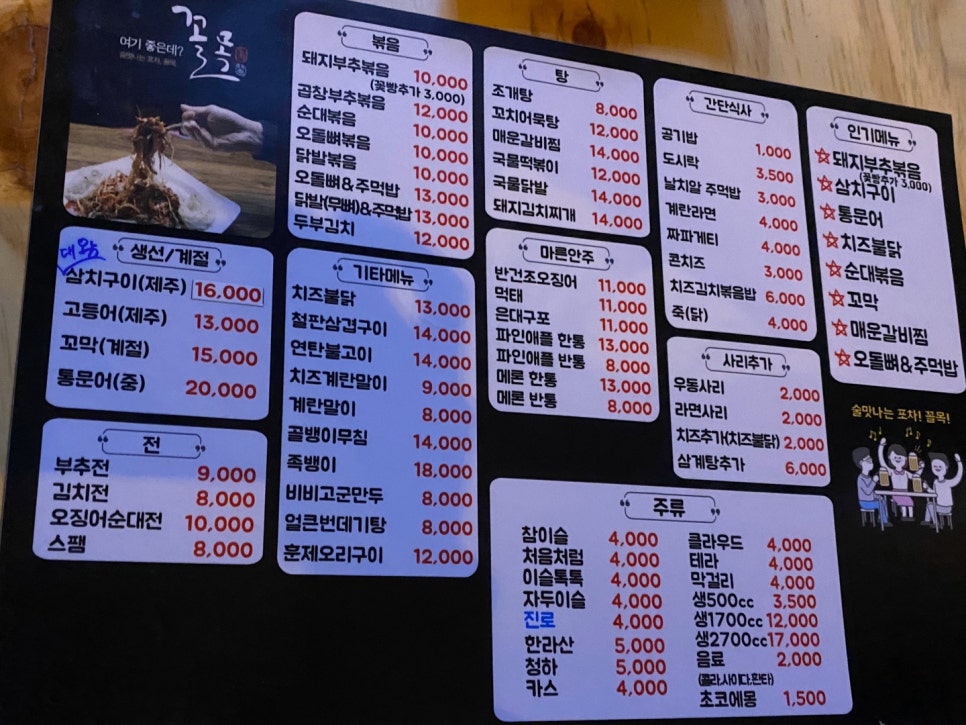 여기 좋은데?
술맛나는 포차, 꼴목.
꼴목
볶음
돼지부추볶음 10,000
(꽃빵추가 3,000)
곱창부추볶음 12,000
순대볶음 10,000
오돌뼈볶음 10,000
닭발볶음 10,000
오돌뼈&주먹밥 13,000
닭발(무뼈)&주먹밥 13,000
두부김치 12,000
탕
조개탕 8,000
꼬치어묵탕 12,000
매운갈비찜 14,000
국물떡볶이 12,000
국물닭발 14,000
돼지김치찌개 14,000
간단식사
공기밥 1,000
도시락 3,500
날치알 주먹밥 3,000
계란라면 4,000
짜파게티 4,000
콘치즈 3,000
치즈김치볶음밥 6,000
죽(닭) 4,000
인기메뉴
돼지부추볶음
(꽃빵추가 3,000)
삼치구이
통문어
치즈불닭
순대볶음
꼬막
매운갈비찜
오돌뼈&주먹밥
생선/계절
대왕
삼치구이(제주) 16,000
고등어(제주) 13,000
꼬막(계절) 15,000
통문어(중) 20,000
기타메뉴
치즈불닭 13,000
철판삼겹구이 14,000
연탄불고이 14,000
치즈계란말이 9,000
계란말이 8,000
골뱅이무침 14,000
족뱅이 18,000
비비고군만두 8,000
얼큰번데기탕 8,000
훈제오리구이 12,000
마른안주
반건조오징어 11,000
먹태 11,000
은대구포 11,000
파인애플 한통 13,000
파인애플 반통 8,000
메론 한통 13,000
메론 반통 8,000
사리추가
우동사리 2,000
라면사리 2,000
치즈추가(치즈불닭) 2,000
삼계탕추가 6,000
전
부추전 9,000
김치전 8,000
오징어순대전 10,000
스팸 8,000
주류
참이슬 4,000
처음처럼 4,000
이슬톡톡 4,000
자두이슬 4,000
진로 4,000
한라산 5,000
청하 5,000
카스 4,000
클라우드 4,000
테라 4,000
막걸리 4,000
생500cc 3,500
생1700cc 12,000
생2700cc 17,000
음료 2,000
(콜라,사이다,환타)
초코에몽 1,500
술맛나는 포차! 꼴목!